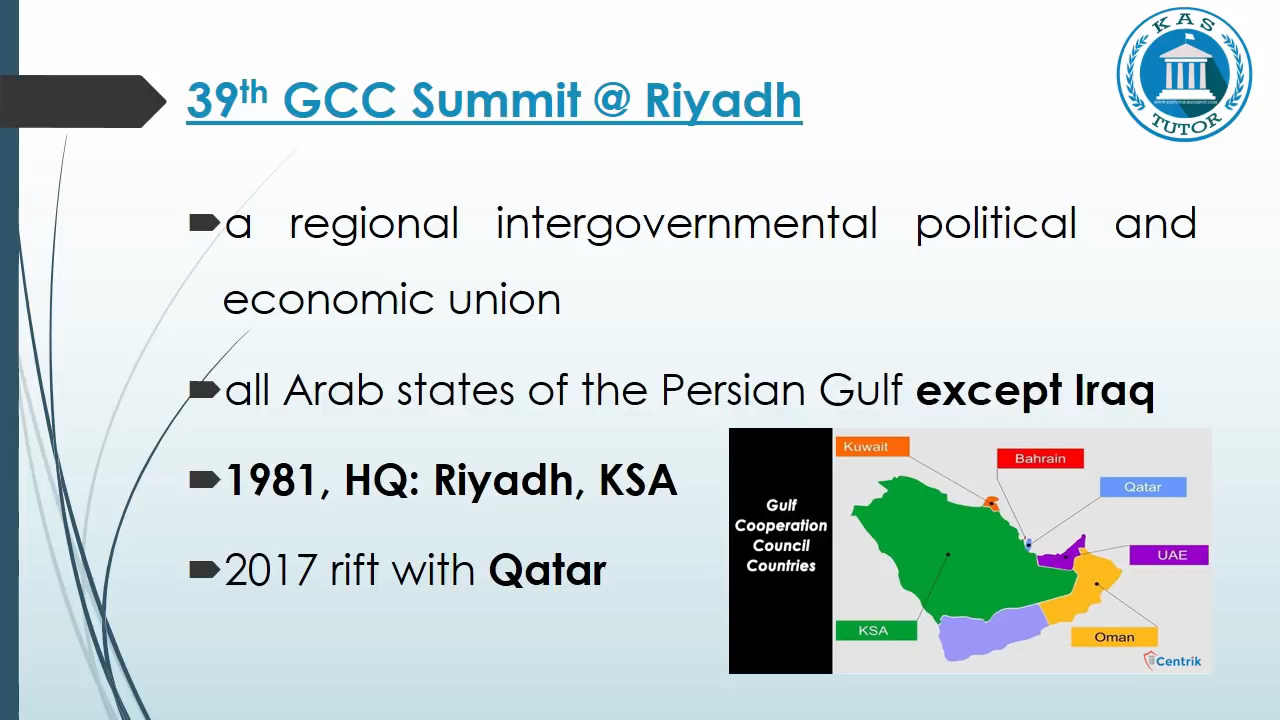 39th GCC Summit @ Riyadh
KAS
TUTOR
a regional intergovernmental political and
economic union
all Arab states of the Persian Gulf except Iraq
1981, HQ: Riyadh, KSA
2017 rift with Qatar
Gulf
Cooperation
Council
Countries
Kuwait
Bahrain
Qatar
UAE
KSA
Oman
Centrik